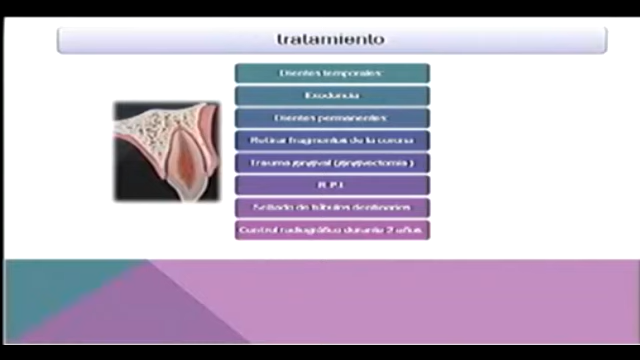 tratamiento
Dientes temporales:
Exodoncia
Dientes permanentes:
Retirar fragmentos de la corona
Trauma gingival (gingivectomia )
R.P.I.
Sellado de túbulos dentinarios
Control radiográfico durante 2 años